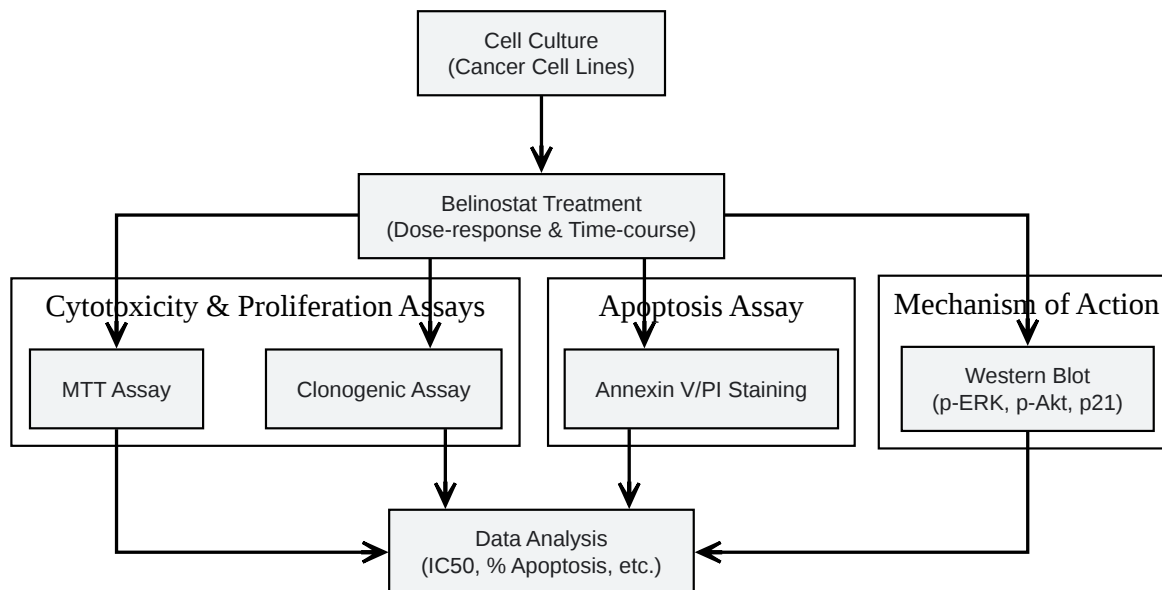 Cell Culture
(Cancer Cell Lines)
Belinostat Treatment
(Dose-response & Time-course)
Cytotoxicity & Proliferation Assays
Apoptosis Assay
Mechanism of Action
MTT Assay
Clonogenic Assay
Annexin V/PI Staining
Western Blot
(p-ERK, p-Akt, p21)
Data Analysis
(IC50, % Apoptosis, etc.)